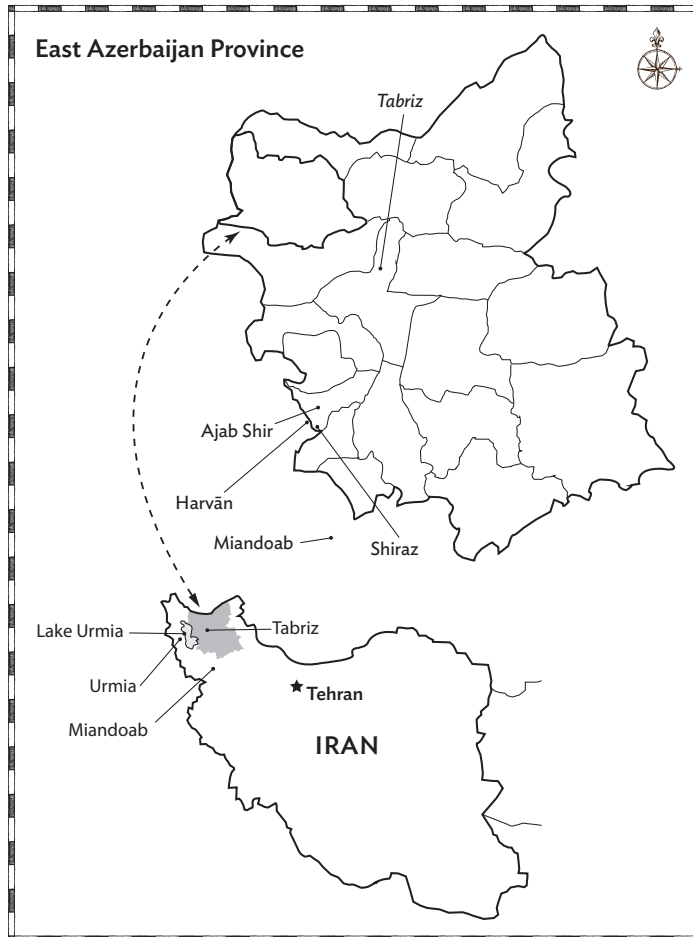 East Azerbaijan Province
Tabriz
Ajab Shir
Harvān
Miandoab
Shiraz
Lake Urmia
Tabriz
Urmia
Miandoab
Tehran
IRAN